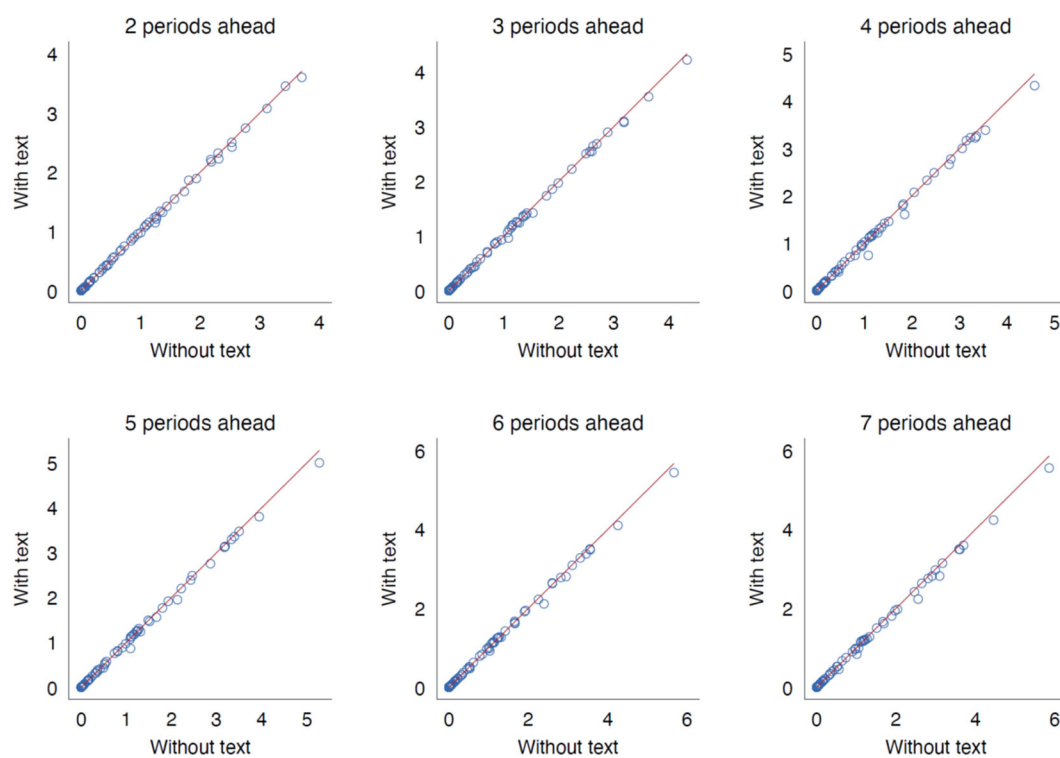 2 periods ahead
3 periods ahead
4 periods ahead
4
3
2
1
0
With text
0 1 2 3 4
Without text
4
3
2
1
0
With text
0 1 2 3 4
Without text
5
4
3
2
1
0
With text
0 1 2 3 4 5
Without text
5 periods ahead
6 periods ahead
7 periods ahead
5
4
3
2
1
0
With text
0 1 2 3 4 5
Without text
6
4
2
0
With text
0 2 4 6
Without text
6
4
2
0
With text
0 2 4 6
Without text